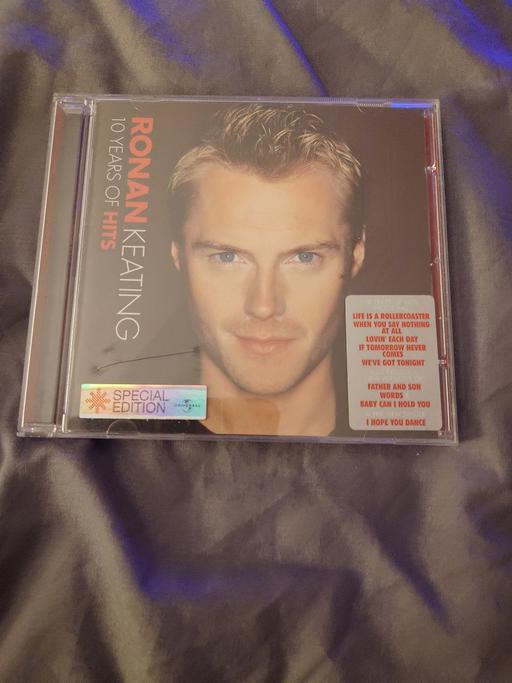 RONAN KEATING
10 YEARS OF HITS
LIFE IS A ROLLERCOASTER
WHEN YOU SAY NOTHING
AT ALL
LOVIN' EACH DAY
IF TOMORROW NEVER
COMES
WE'VE GOT TONIGHT
FATHER AND SON
WORDS
BABY CAN I HOLD YOU
I HOPE YOU DANCE
SPECIAL
EDITION
UNIVERSAL